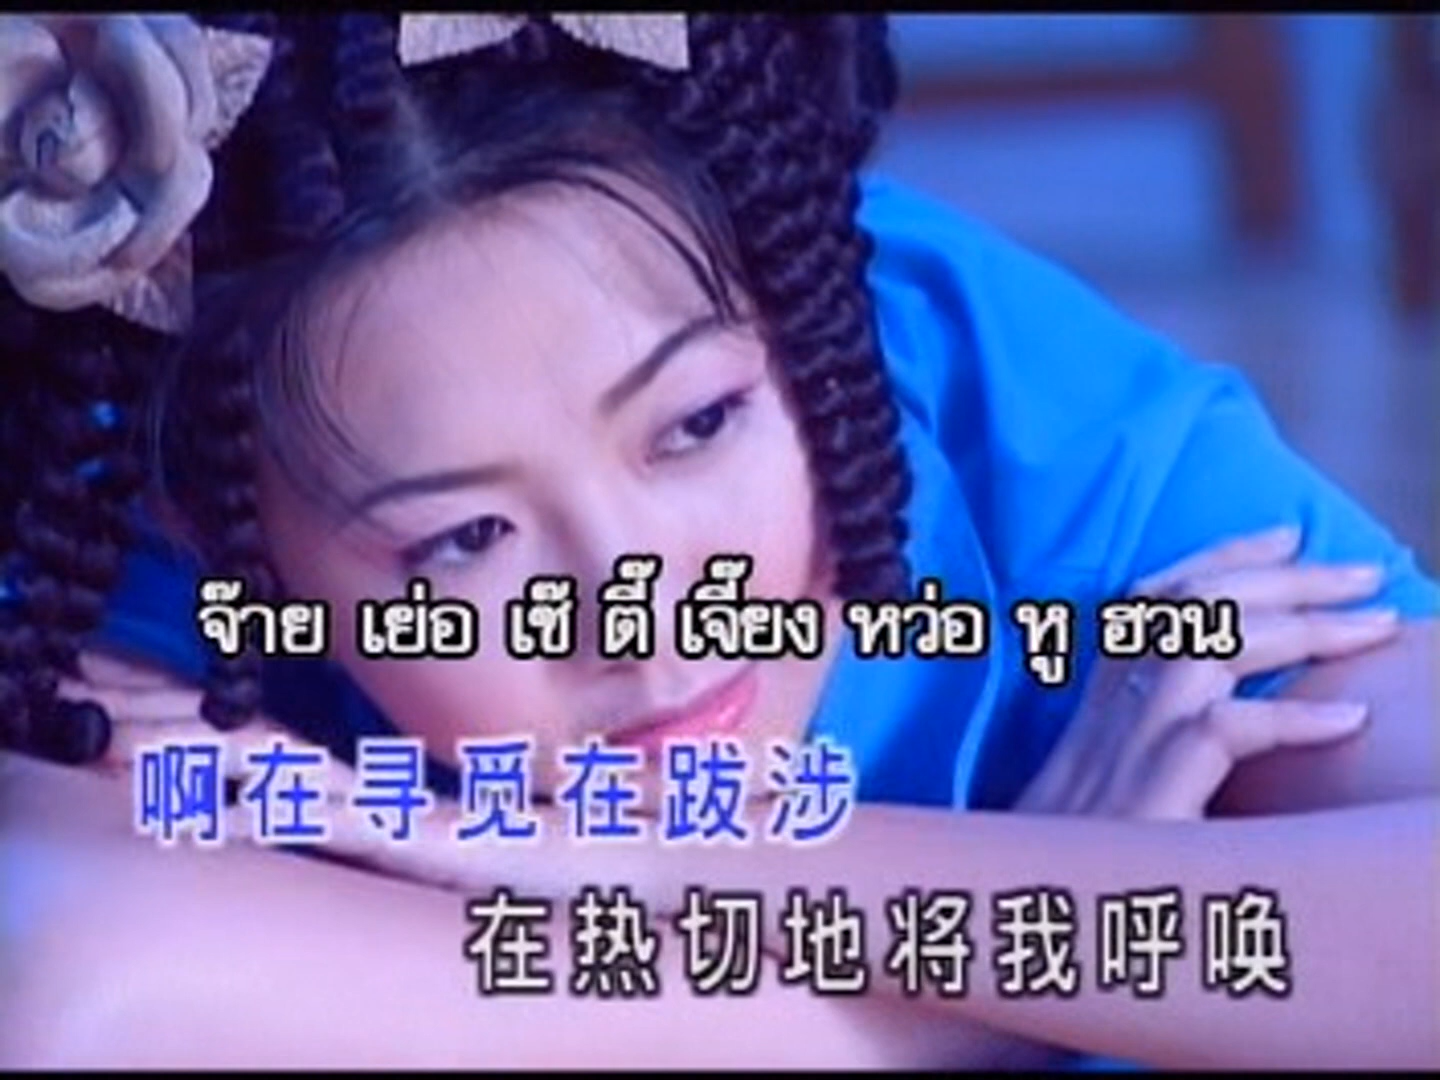 จ๊าย เย่อ เซ๊ ตี๊ เจี๊ยง หว่อ หู ฮวน
啊在寻觅在跋涉
在热切地将我呼唤